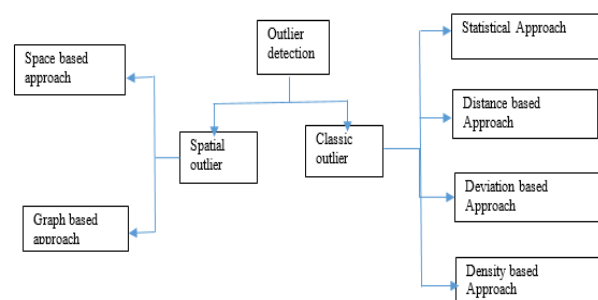 Outlier
detection
Statistical Approach
Space based
approach
Distance based
Approach
Spatial
outlier
Classic
outlier
Deviation based
Approach
Graph based
approach
Density based
Approach